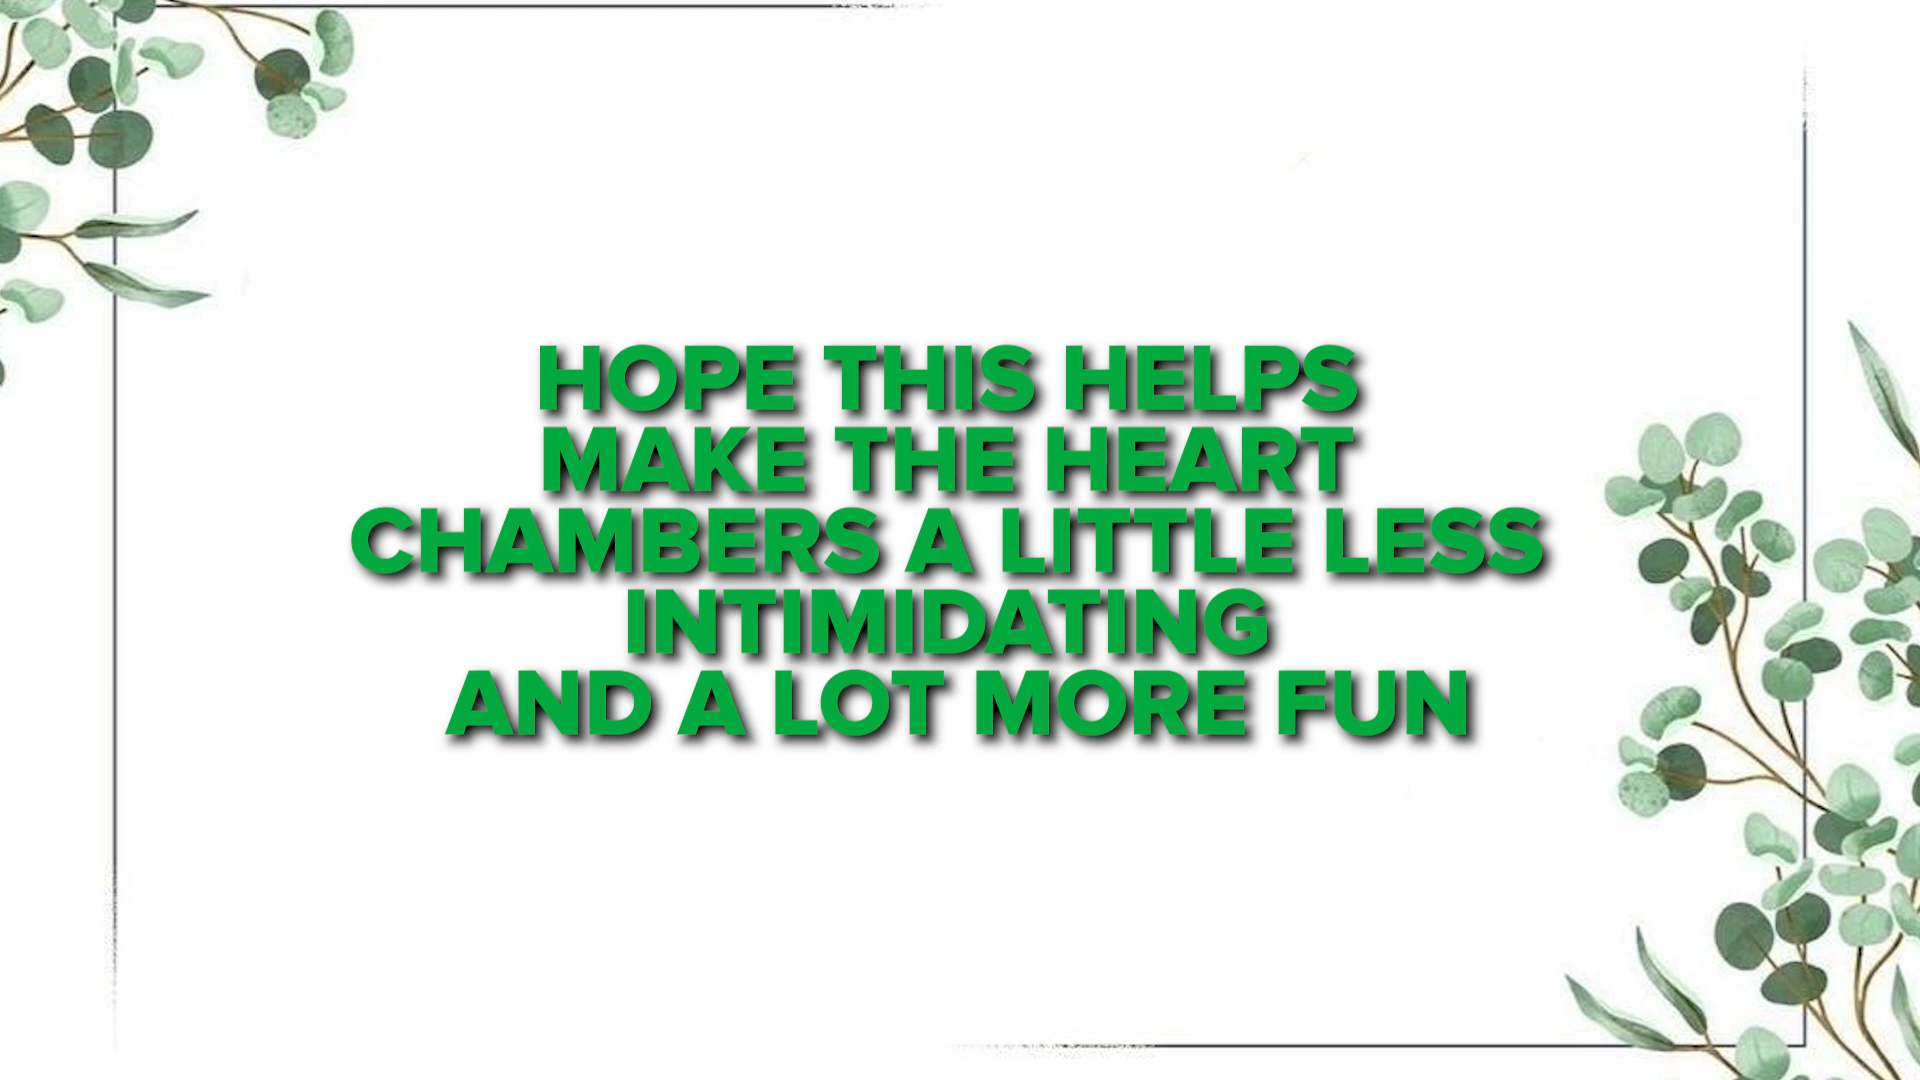 HOPE THIS HELPS
MAKE THE HEART
CHAMBERS A LITTLE LESS
INTIMIDATING
AND A LOT MORE FUN